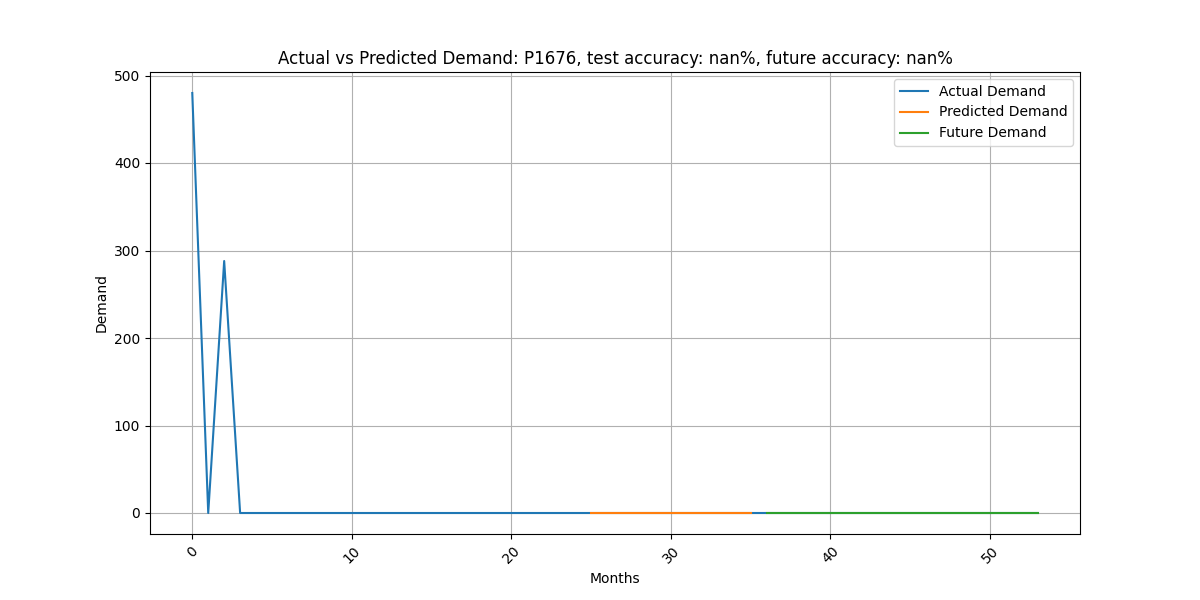 Actual vs Predicted Demand: P1676, test accuracy: nan%, future accuracy: nan%
Actual Demand
Predicted Demand
Future Demand
Demand
500
400
300
200
100
0
0
10
20
30
40
50
Months